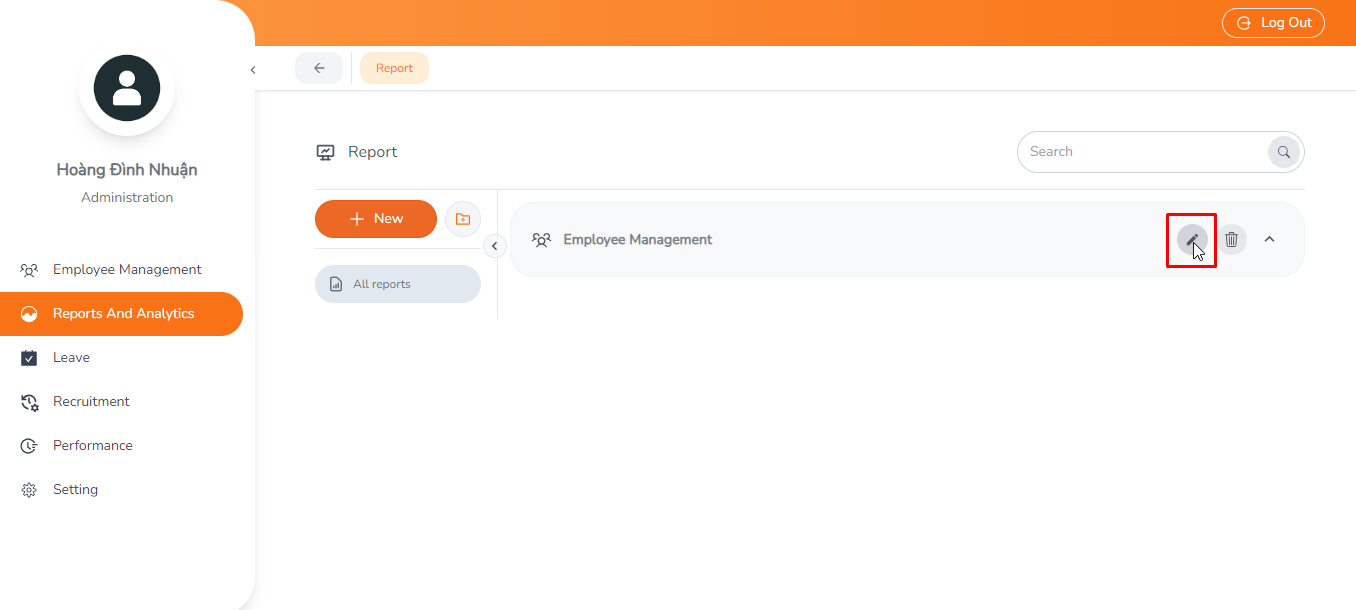 Log Out
Report
Hoàng Đình Nhuận
Administration
Employee Management
Reports And Analytics
Leave
Recruitment
Performance
Setting
Report
Search
New
All reports
Employee Management